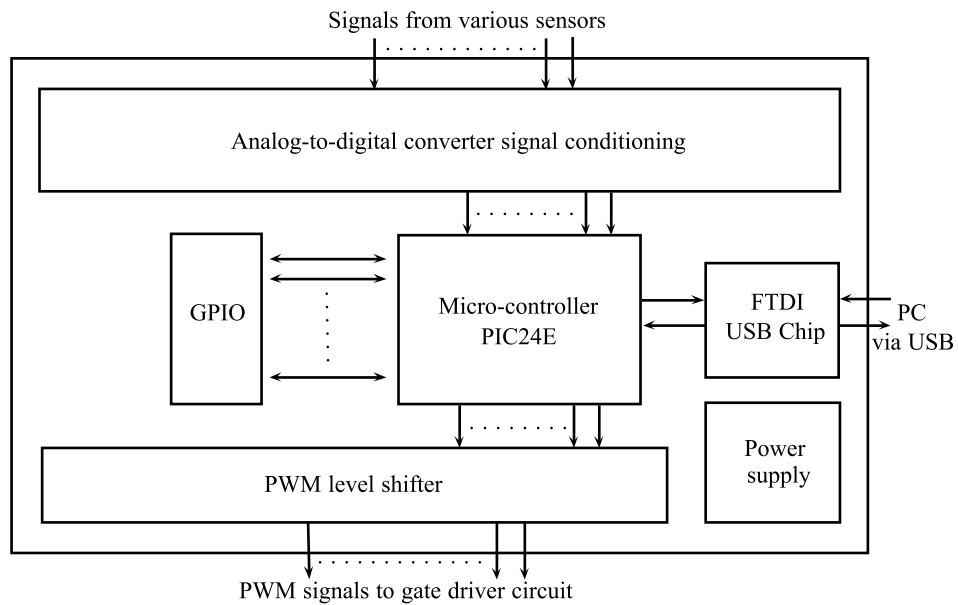 Signals from various sensors
Analog-to-digital converter signal conditioning
GPIO
Micro-controller
PIC24E
FTDI
USB Chip
PC
via USB
Power
supply
PWM level shifter
PWM signals to gate driver circuit